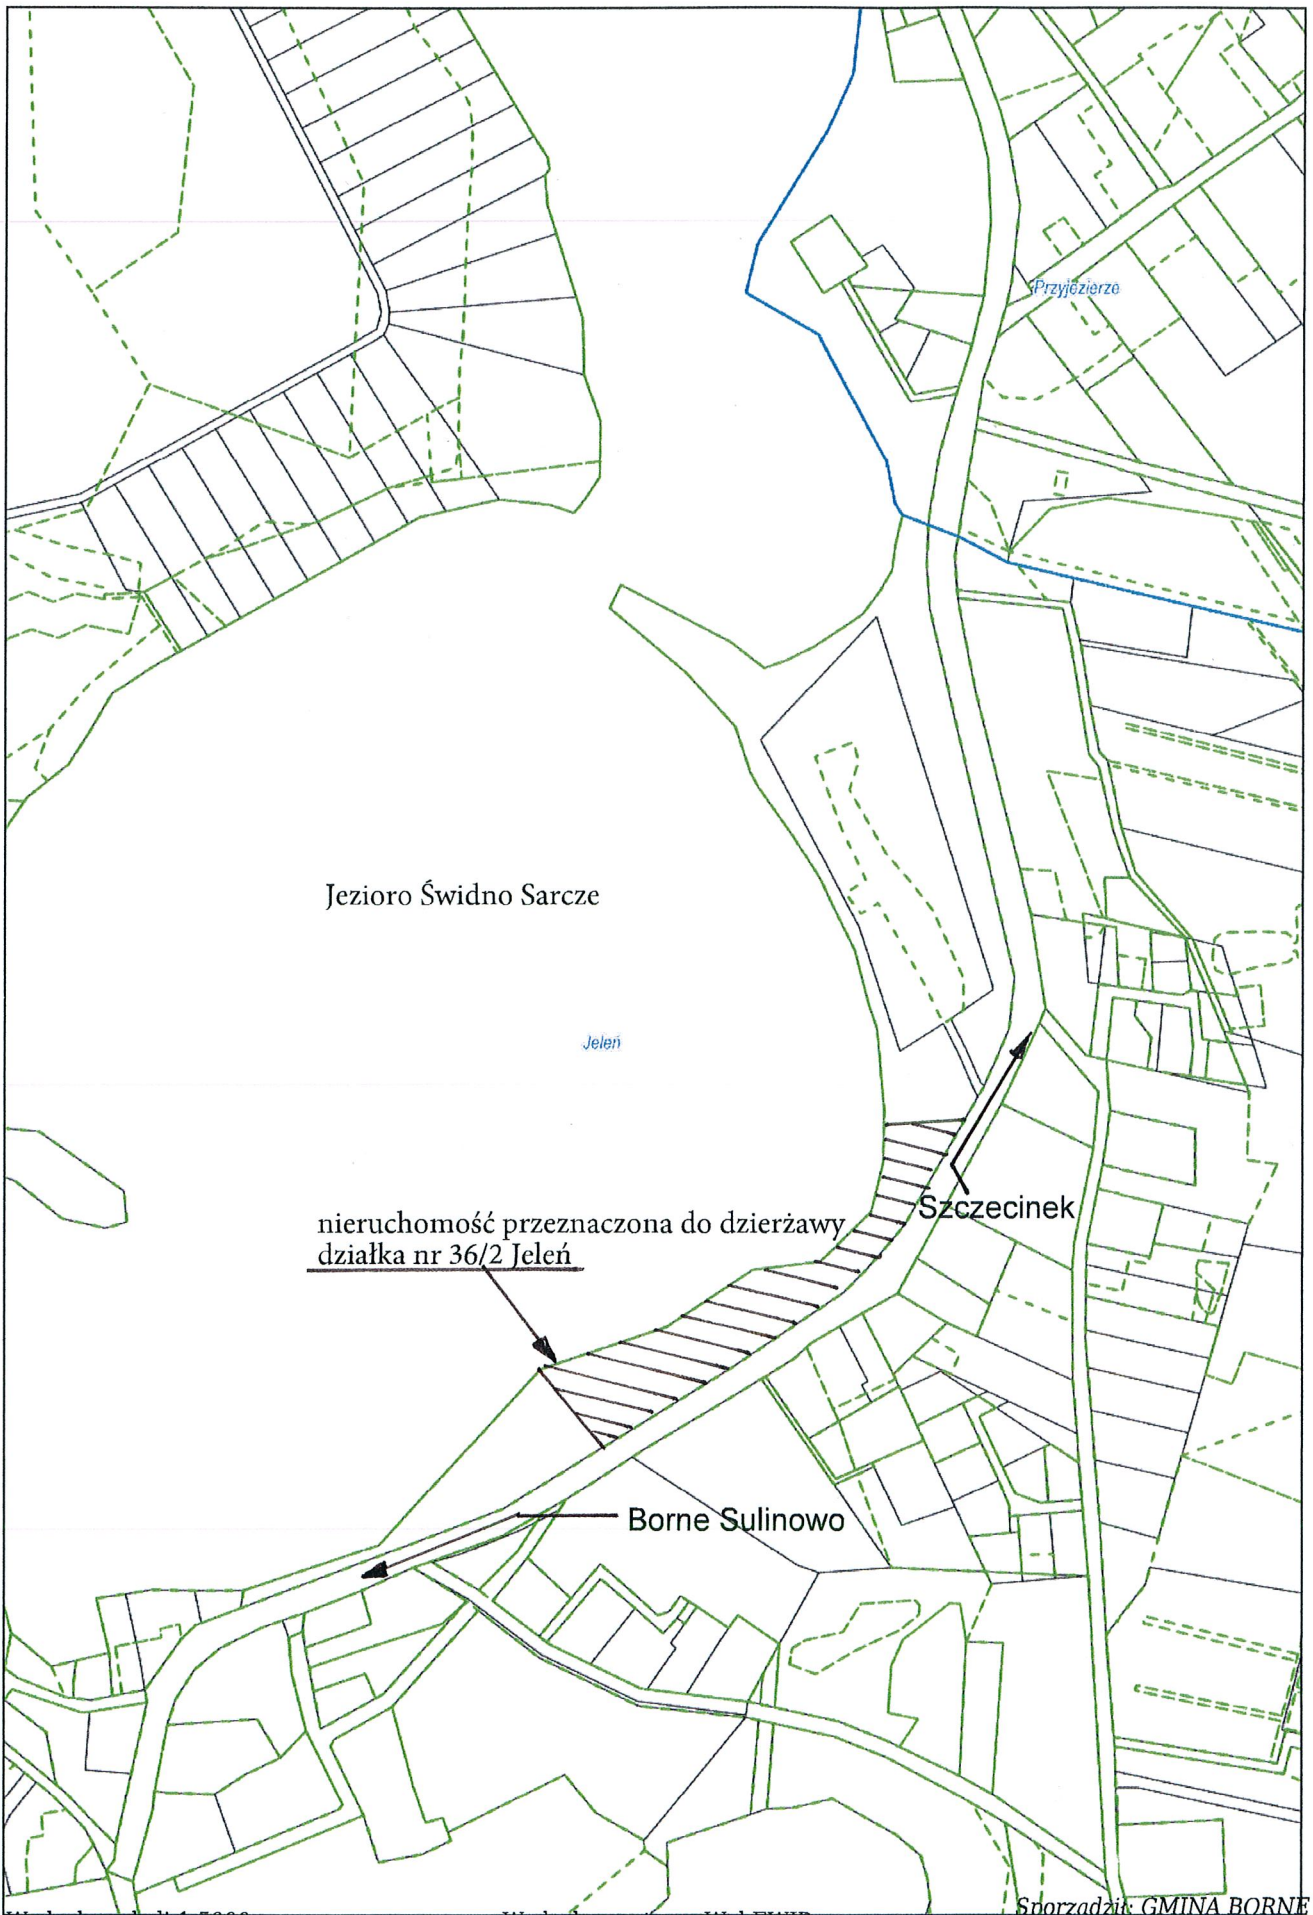 Przyjezierze
Jezioro Świdno Sarcze
Jeleń
nieruchomość przeznaczona do dzierżawy
działka nr 36/2 Jeleń
Szczecinek
Borne Sulinowo
Sporządził: GMINA BORNE